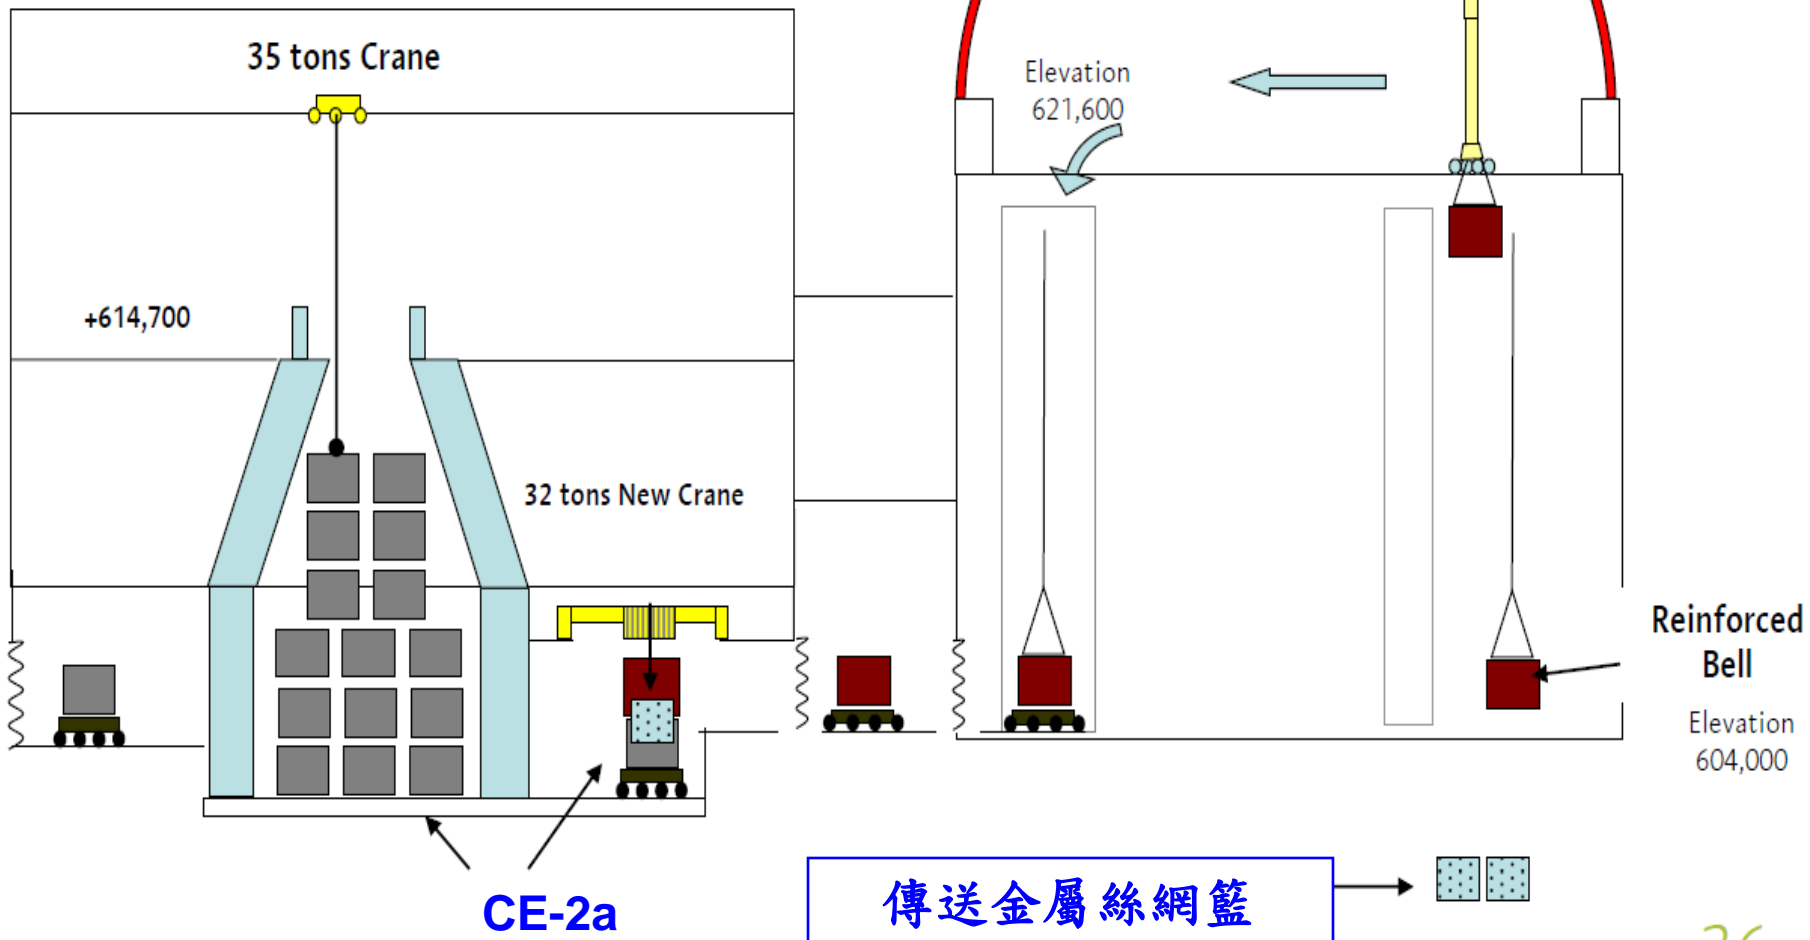 35 tons Crane
Elevation
621,600
+614,700
32 tons New Crane
Reinforced
Bell
Elevation
604,000
CE-2a
傳送金屬絲網籃